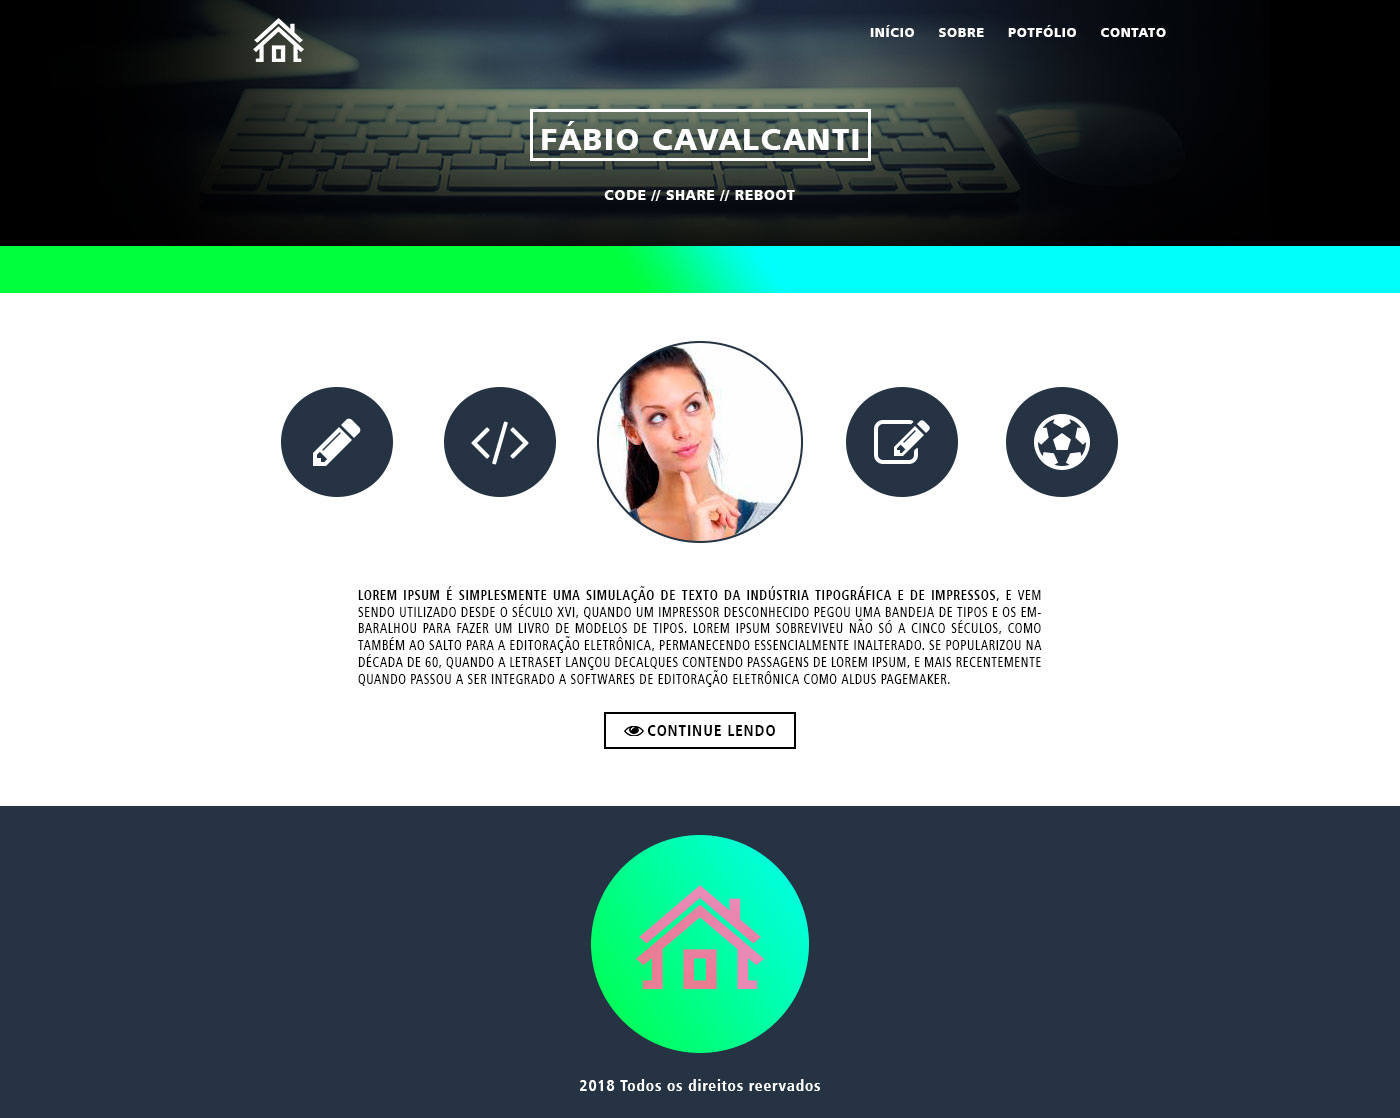 INÍCIO SOBRE POTFÓLIO CONTATO
FÁBIO CAVALCANTI
CODE // SHARE // REBOOT
LOREM IPSUM É SIMPLESMENTE UMA SIMULAÇÃO DE TEXTO DA INDÚSTRIA TIPOGRÁFICA E DE IMPRESSOS, E VEM
SENDO UTILIZADO DESDE O SÉCULO XVI, QUANDO UM IMPRESSOR DESCONHECIDO PEGOU UMA BANDEJA DE TIPOS E OS EM-
BARALHOU PARA FAZER UM LIVRO DE MODELOS DE TIPOS. LOREM IPSUM SOBREVIVEU NÃO SÓ A CINCO SÉCULOS, COMO
TAMBÉM AO SALTO PARA A EDITORAÇÃO ELETRÔNICA, PERMANECENDO ESSENCIALMENTE INALTERADO. SE POPULARIZOU NA
DÉCADA DE 60, QUANDO A LETRASET LANÇOU DECALQUES CONTENDO PASSAGENS DE LOREM IPSUM, E MAIS RECENTEMENTE
QUANDO PASSOU A SER INTEGRADO A SOFTWARES DE EDITORAÇÃO ELETRÔNICA COMO ALDUS PAGEMAKER.
CONTINUE LENDO
2018 Todos os direitos reervados